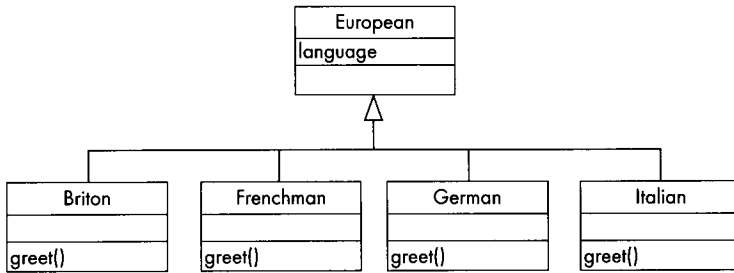 European
language
Briton
Frenchman
German
Italian
greet()
greet()
greet()
greet()